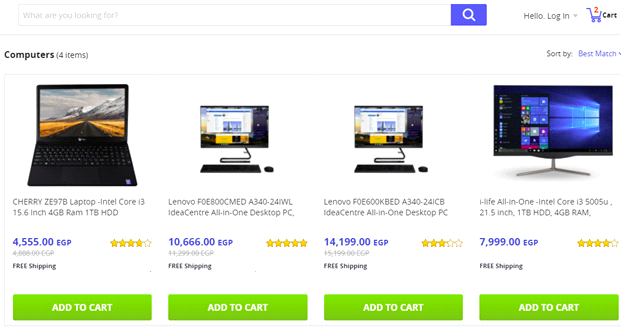 What are you looking for?
Hello. Log In
2
Cart
Computers (4 items)
Sort by: Best Match
CHERRY ZE97B Laptop -Intel Core i3
15.6 Inch 4GB Ram 1TB HDD
4,555.00 EGP
FREE Shipping
ADD TO CART
Lenovo F0E800CMED A340-24IWL
IdeaCentre All-in-One Desktop PC,
10,666.00 EGP
11,299.00 EGP
FREE Shipping
ADD TO CART
Lenovo F0E600KBED A340-24ICB
IdeaCentre All-in-One Desktop PC
14,199.00 EGP
15,199.00 EGP
FREE Shipping
ADD TO CART
i-life All-in-One -Intel Core i3 5005u ,
21.5 inch, 1TB HDD, 4GB RAM,
7,999.00 EGP
FREE Shipping
ADD TO CART